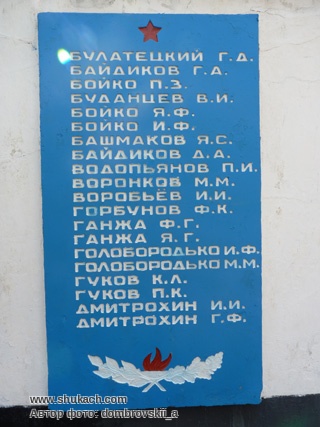 БУЛАТЕЦКИЙ Г.Д.
БАЙДИКОВ Г.А.
БОЙКО П.З.
БУДАНЦЕВ В.И.
БОЙКО Я.Ф.
БОЙКО И.Ф.
БАШМАКОВ Я.С.
БАЙДИКОВ Д.А.
ВОДОПЬЯНОВ П.И.
ВОРОНКОВ М.М.
ВОРОБЬЁВ И.И.
ГОРБУНОВ Ф.К.
ГАНЖА Ф.Г.
ГАНЖА Я.Г.
ГОЛОБОРОДЬКО И.Ф.
ГОЛОБОРОДЬКО М.М.
ГУКОВ К.Л.
ГУКОВ П.К.
ДМИТРОХИН И.И.
ДМИТРОХИН Г.Ф.
www.shukach.com
Автор фото: dombrovskii_a